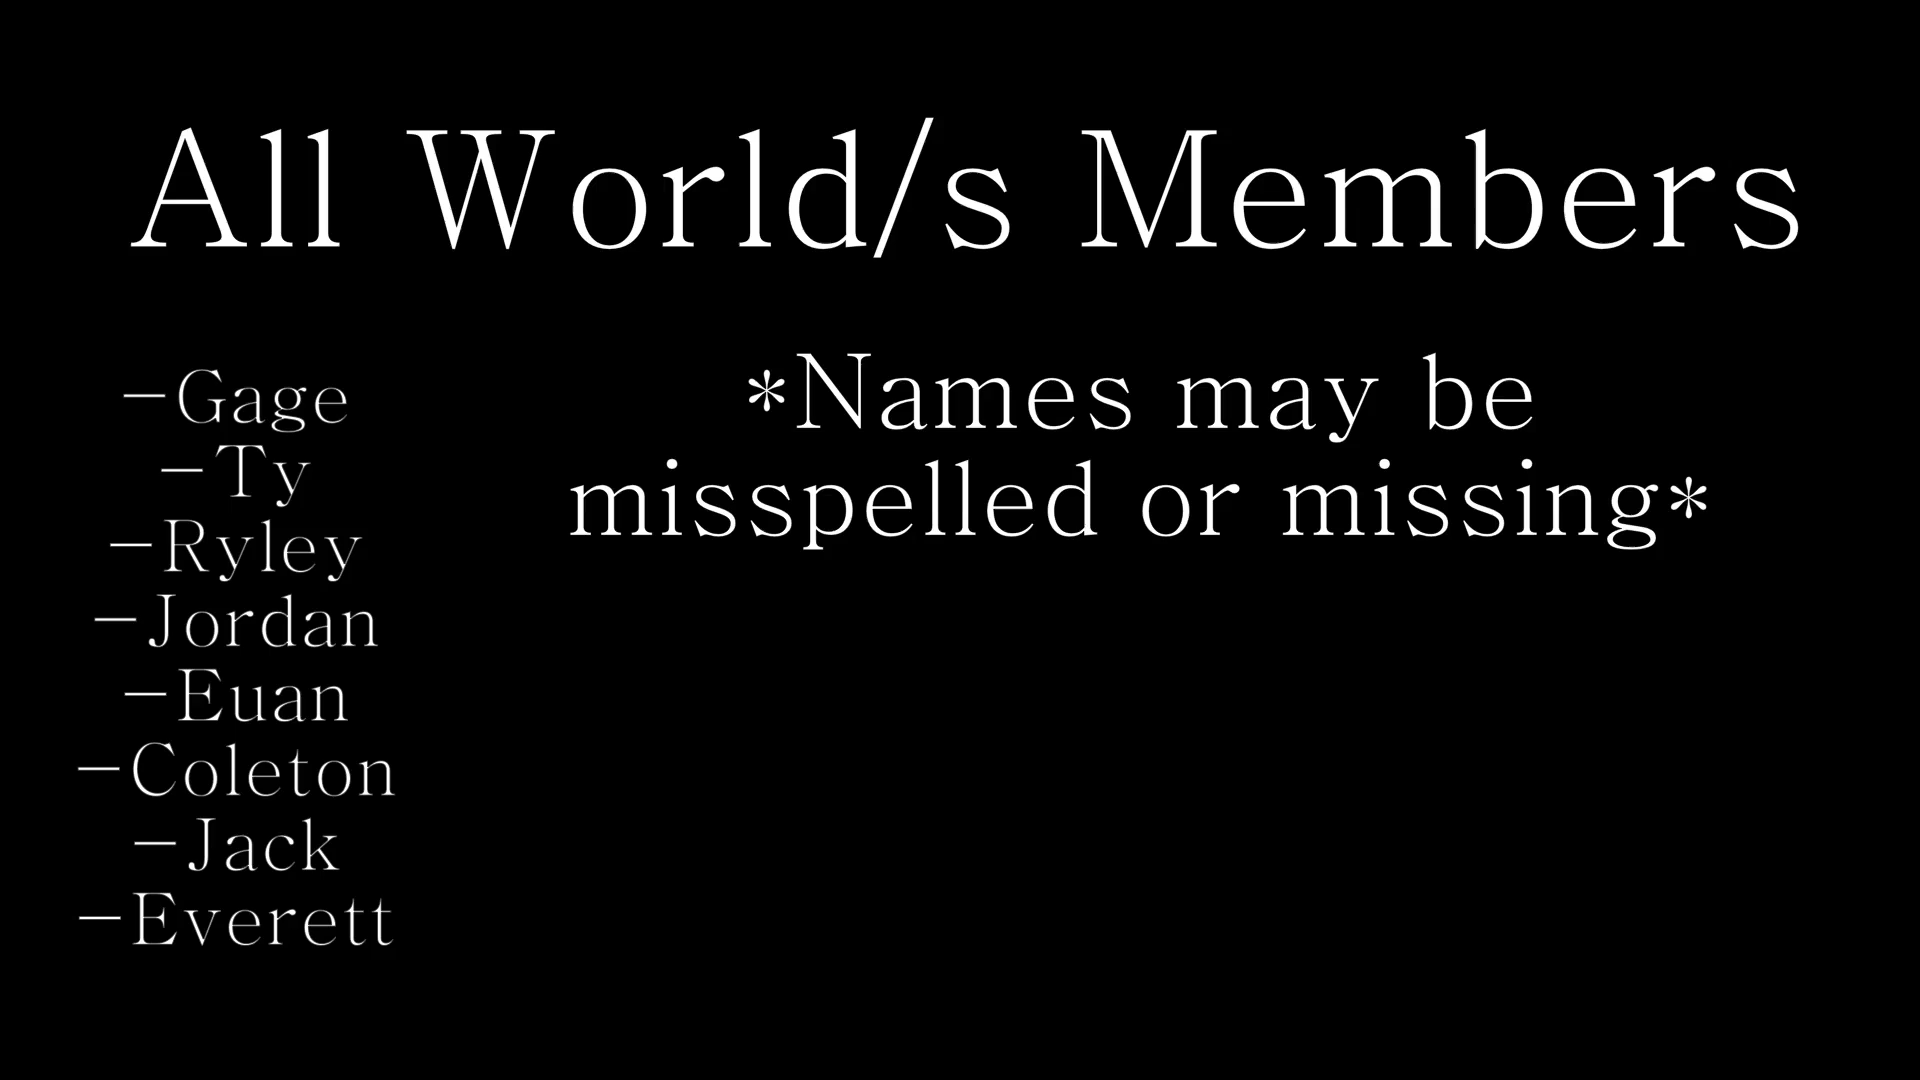 All World/s Members
-Gage
-Ty
-Ryley
-Jordan
-Euan
-Coleton
-Jack
-Everett
*Names may be
misspelled or missing*